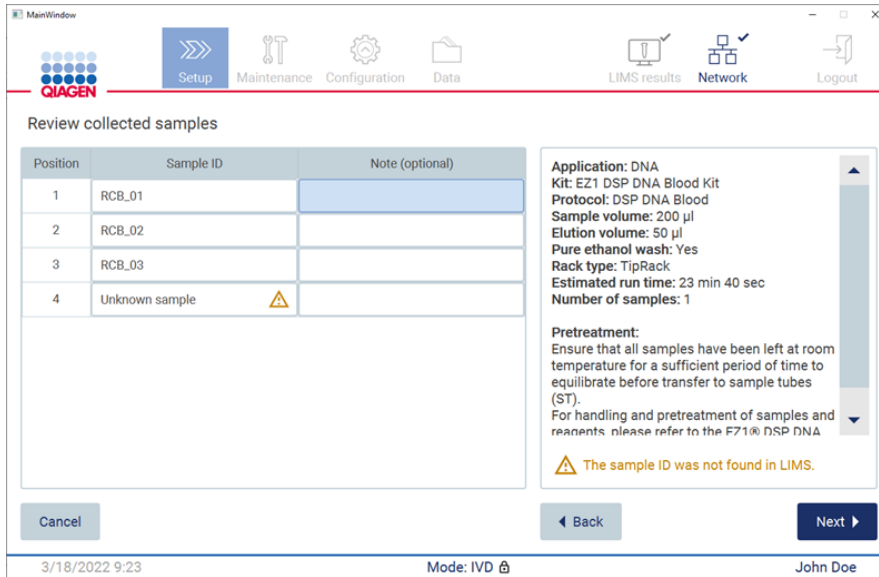 MainWindow
QIAGEN
Setup
Maintenance
Configuration
Data
LIMS results
Network
Logout
Review collected samples
Position Sample ID Note (optional)
1 RCB_01
2 RCB_02
3 RCB_03
4 Unknown sample
Application: DNA
Kit: EZ1 DSP DNA Blood Kit
Protocol: DSP DNA Blood
Sample volume: 200 µl
Elution volume: 50 µl
Pure ethanol wash: Yes
Rack type: TipRack
Estimated run time: 23 min 40 sec
Number of samples: 1
Pretreatment:
Ensure that all samples have been left at room
temperature for a sufficient period of time to
equilibrate before transfer to sample tubes
(ST).
For handling and pretreatment of samples and
reagents, please refer to the EZ1® DSP DNA
The sample ID was not found in LIMS.
Cancel
Back
Next
3/18/2022 9:23
Mode: IVD
John Doe